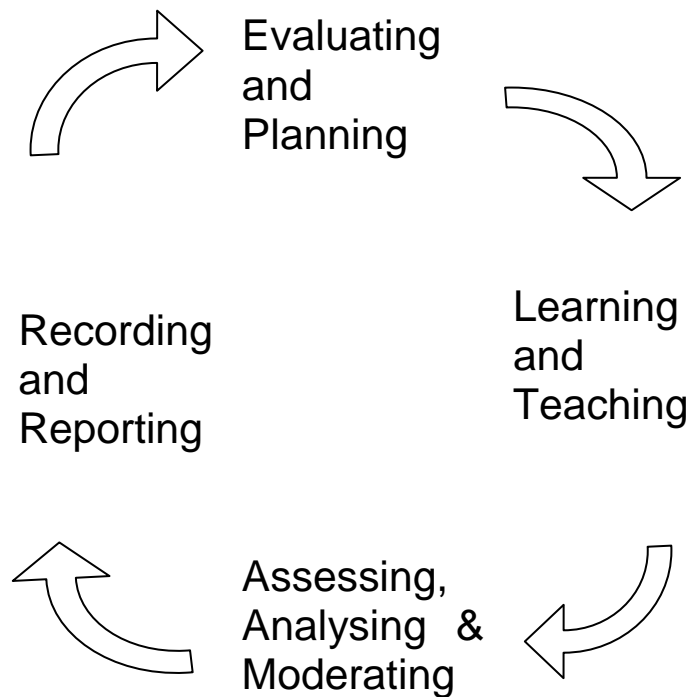 Evaluating
and
Planning
Learning
and
Teaching
Assessing,
Analysing &
Moderating
Recording
and
Reporting